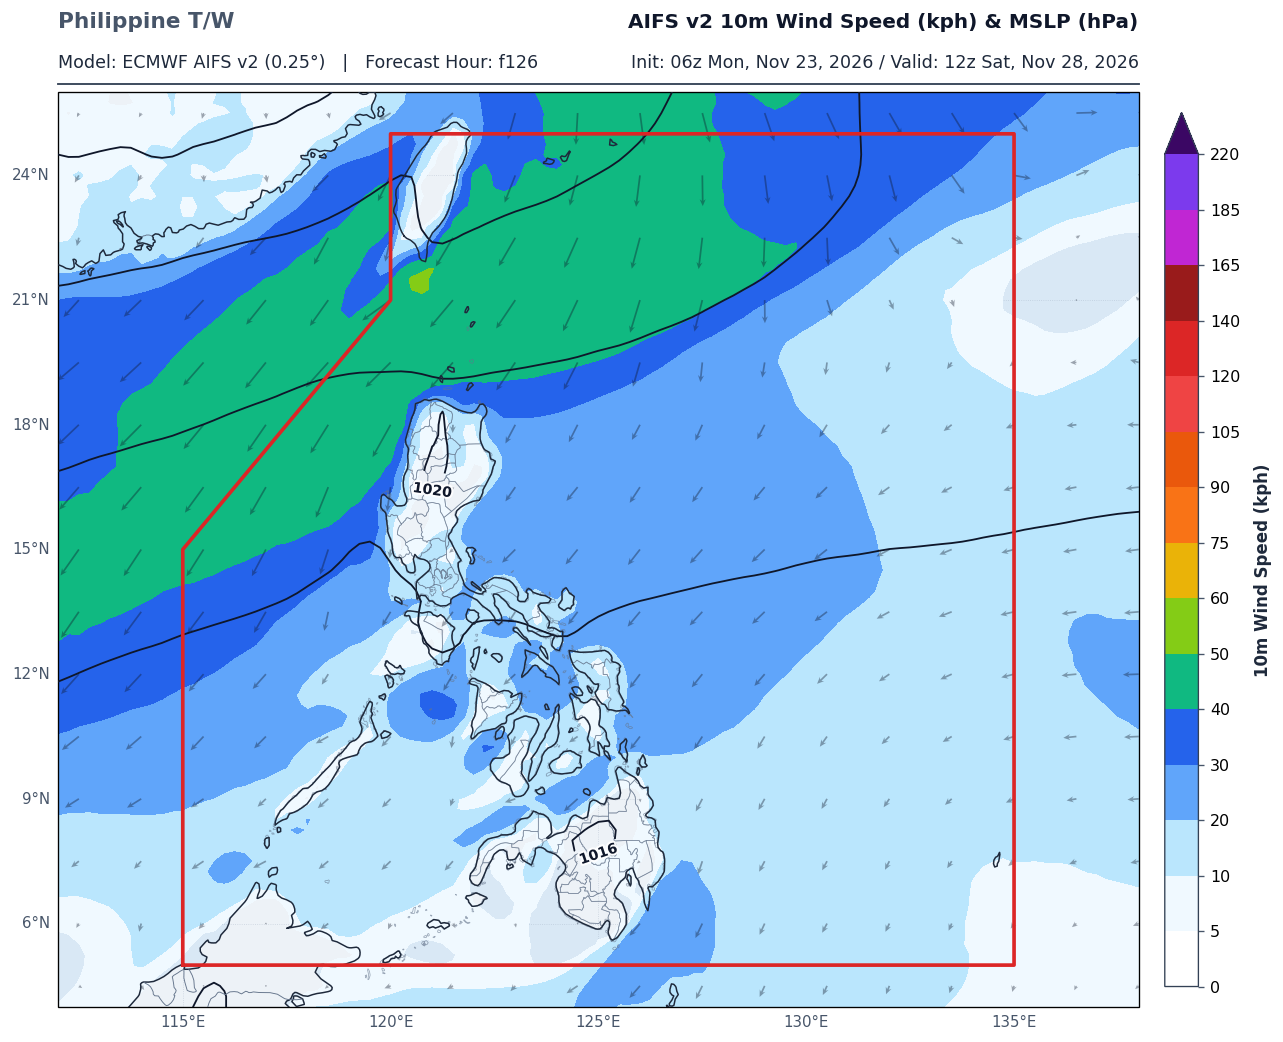 Philippine T/W
AIFS v2 10m Wind Speed (kph) & MSLP (hPa)
Model: ECMWF AIFS v2 (0.25°)   |   Forecast Hour: f126
Init: 06z Mon, Nov 23, 2026 / Valid: 12z Sat, Nov 28, 2026
24°N
21°N
18°N
15°N
12°N
9°N
6°N
1020
1016
115°E
120°E
125°E
130°E
135°E
220
185
165
140
120
105
90
75
60
50
40
30
20
10
5
0
10m Wind Speed (kph)